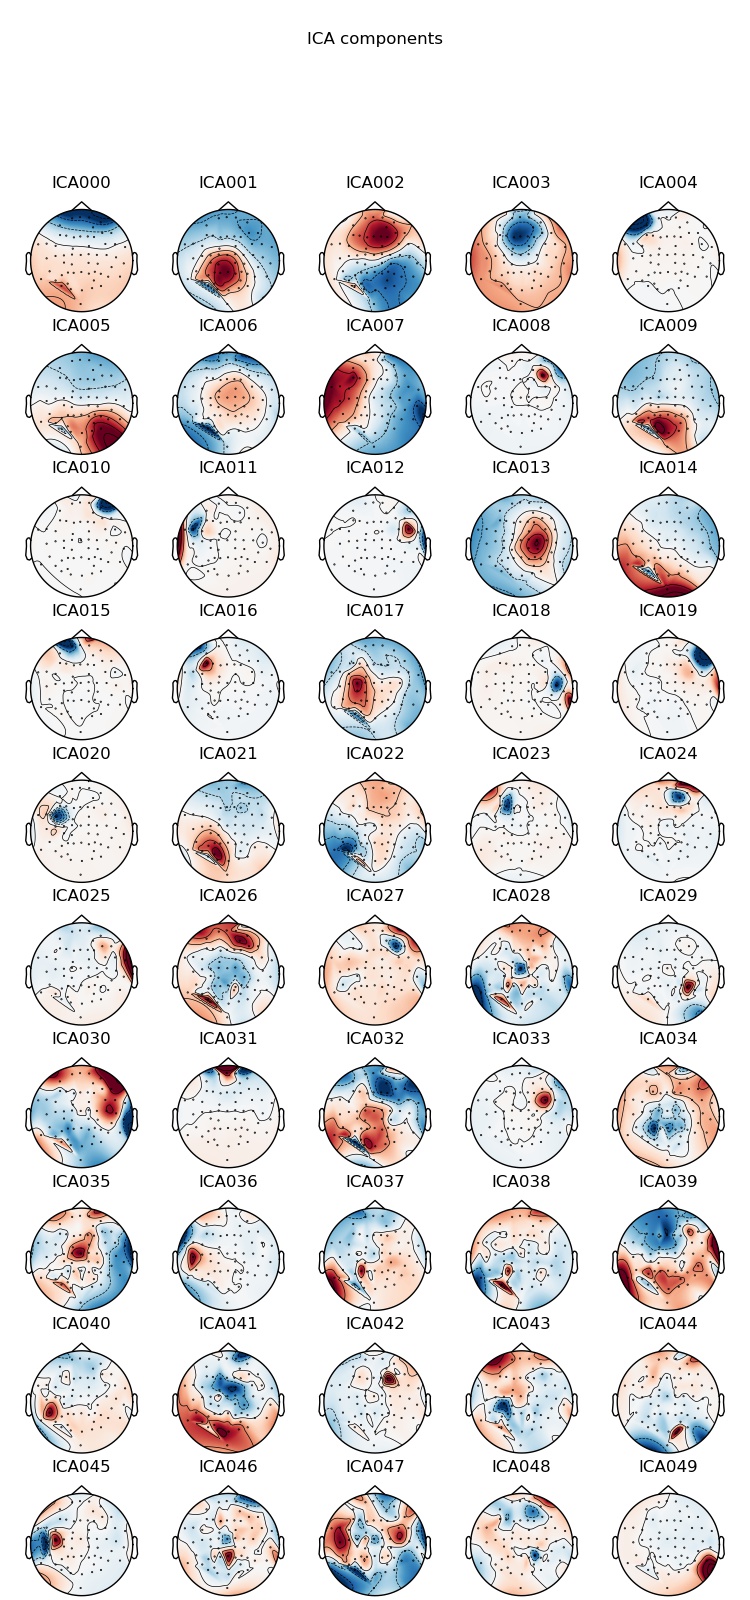 ICA components
ICA000 ICA001 ICA002 ICA003 ICA004
ICA005 ICA006 ICA007 ICA008 ICA009
ICA010 ICA011 ICA012 ICA013 ICA014
ICA015 ICA016 ICA017 ICA018 ICA019
ICA020 ICA021 ICA022 ICA023 ICA024
ICA025 ICA026 ICA027 ICA028 ICA029
ICA030 ICA031 ICA032 ICA033 ICA034
ICA035 ICA036 ICA037 ICA038 ICA039
ICA040 ICA041 ICA042 ICA043 ICA044
ICA045 ICA046 ICA047 ICA048 ICA049